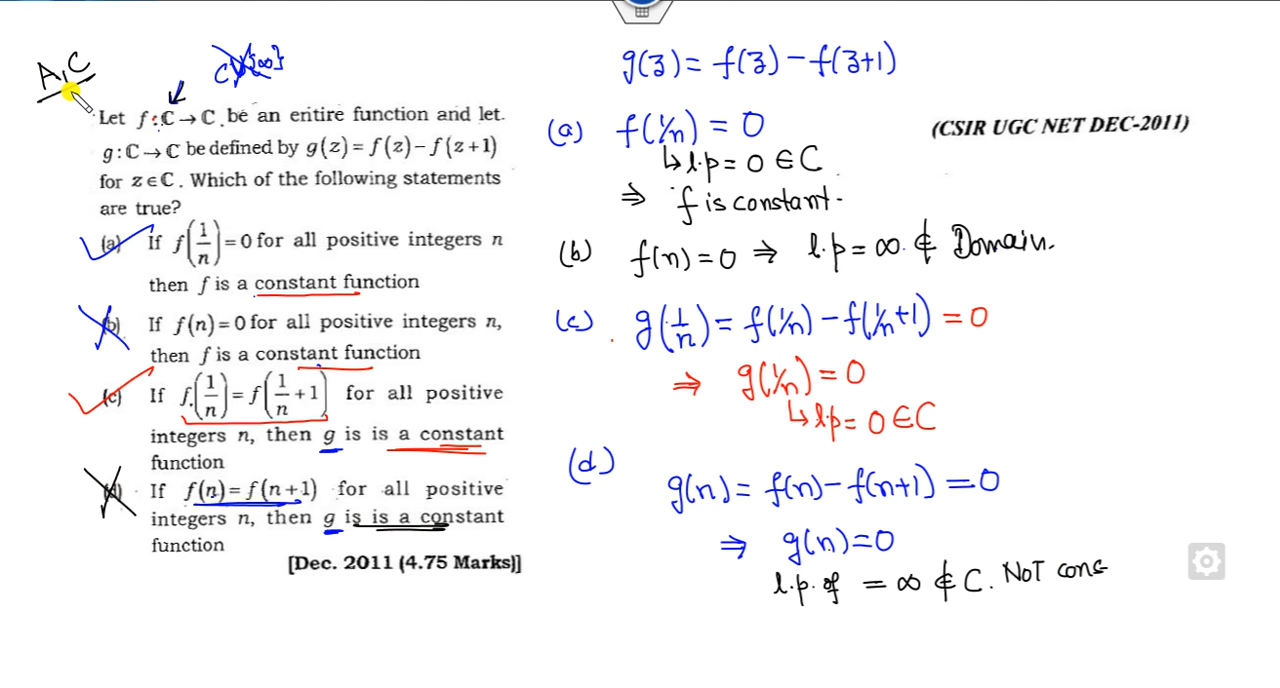 A,C
C∪{∞}
Let f : C → C be an entire function and let
g : C → C be defined by g(z) = f(z) − f(z+1)
for z ∈ C. Which of the following statements
are true?
(a) If f(1/n) = 0 for all positive integers n
then f is a constant function
(b) If f(n) = 0 for all positive integers n,
then f is a constant function
(c) If f(1/n) = f(1/n + 1) for all positive
integers n, then g is is a constant
function
(d) If f(n) = f(n+1) for all positive
integers n, then g is is a constant
function
[Dec. 2011 (4.75 Marks)]
g(z) = f(z) − f(z+1)
(a) f(1/n) = 0
(CSIR UGC NET DEC-2011)
↳ l.p = 0 ∈ C
⇒ f is constant.
(b) f(n) = 0 ⇒ l.p = ∞ ∉ Domain.
(c) g(1/n) = f(1/n) − f(1/n+1) = 0
⇒ g(1/n) = 0
↳ l.p = 0 ∈ C
(d)
g(n) = f(n) − f(n+1) = 0
⇒ g(n) = 0
l.p. of = ∞ ∉ C. NOT cons